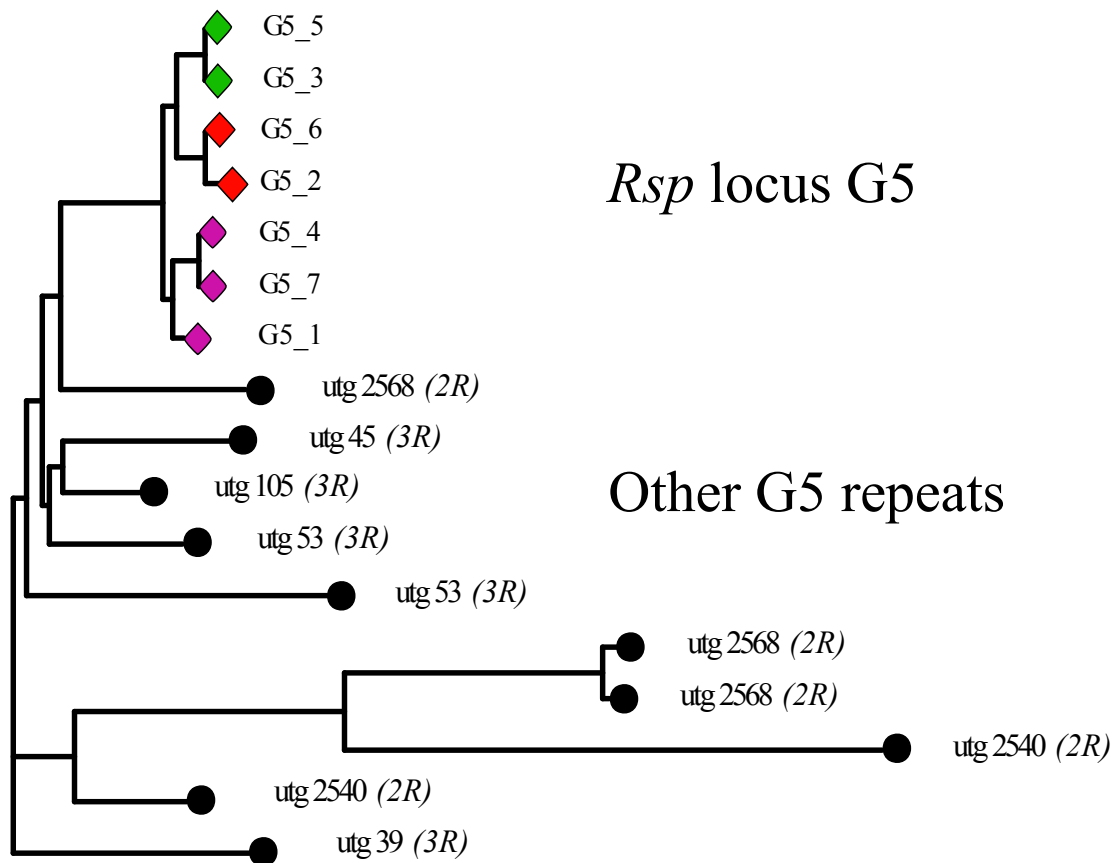 G5_5
G5_3
G5_6
G5_2
Rsp locus G5
G5_4
G5_7
G5_1
utg 2568 (2R)
utg 45 (3R)
utg 105 (3R)
Other G5 repeats
utg 53 (3R)
utg 53 (3R)
utg 2568 (2R)
utg 2568 (2R)
utg 2540 (2R)
utg 2540 (2R)
utg 39 (3R)